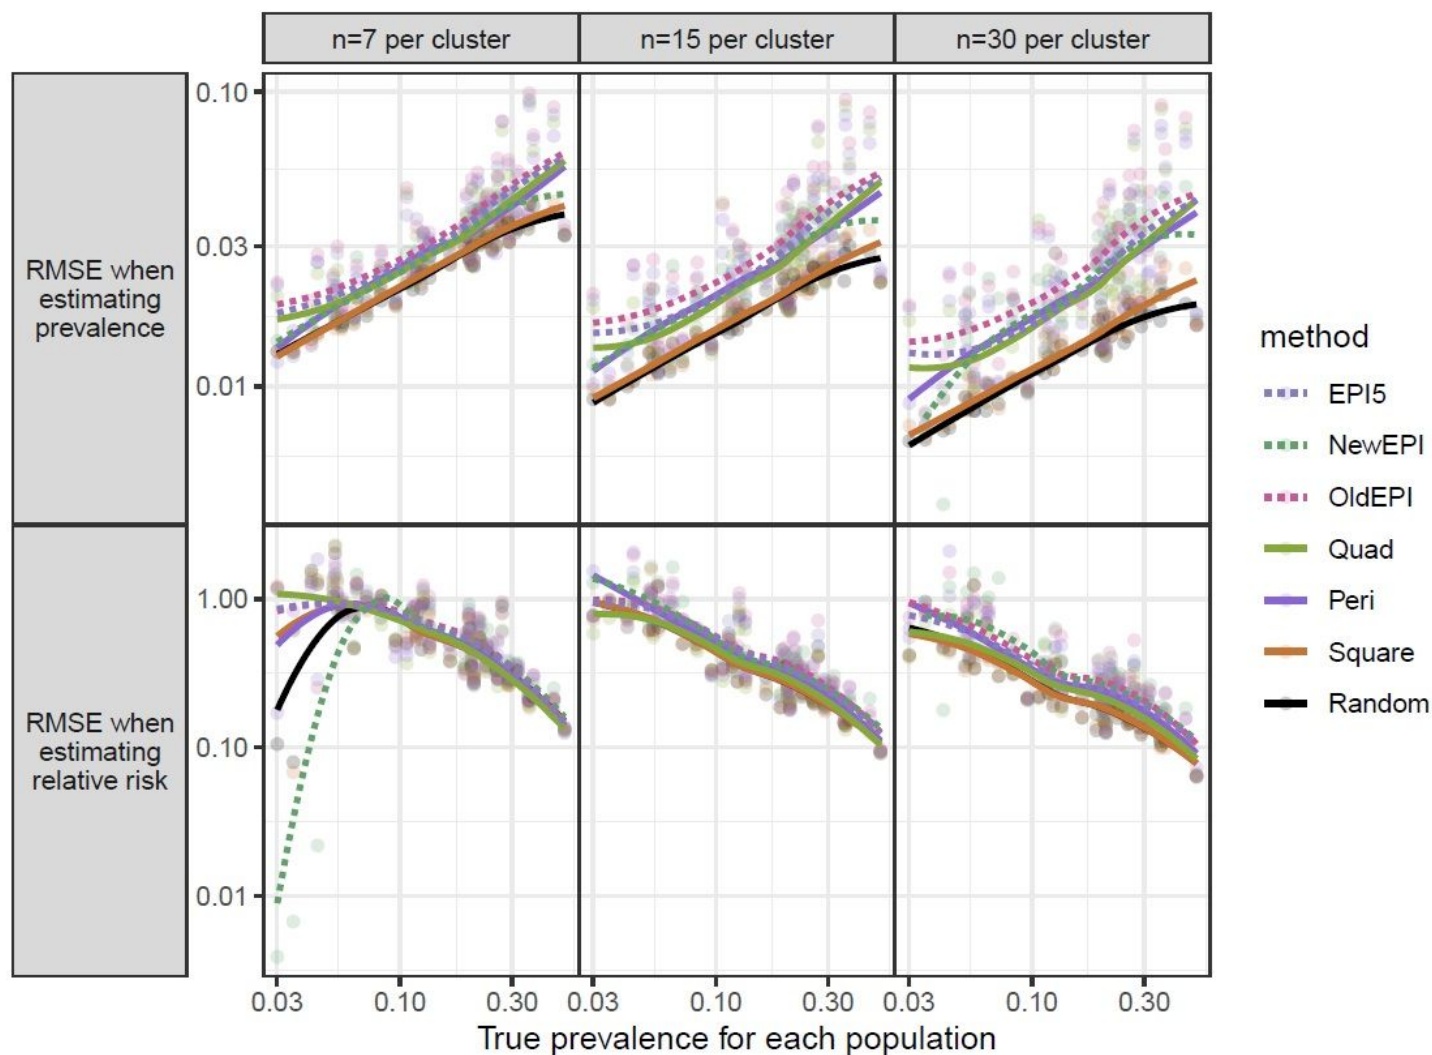 n=7 per cluster
n=15 per cluster
n=30 per cluster
RMSE when
estimating
prevalence
0.10
0.03
0.01
RMSE when
estimating
relative risk
1.00
0.10
0.01
0.03
0.10
0.30
0.03
0.10
0.30
0.03
0.10
0.30
True prevalence for each population
method
EPI5
NewEPI
OldEPI
Quad
Peri
Square
Random